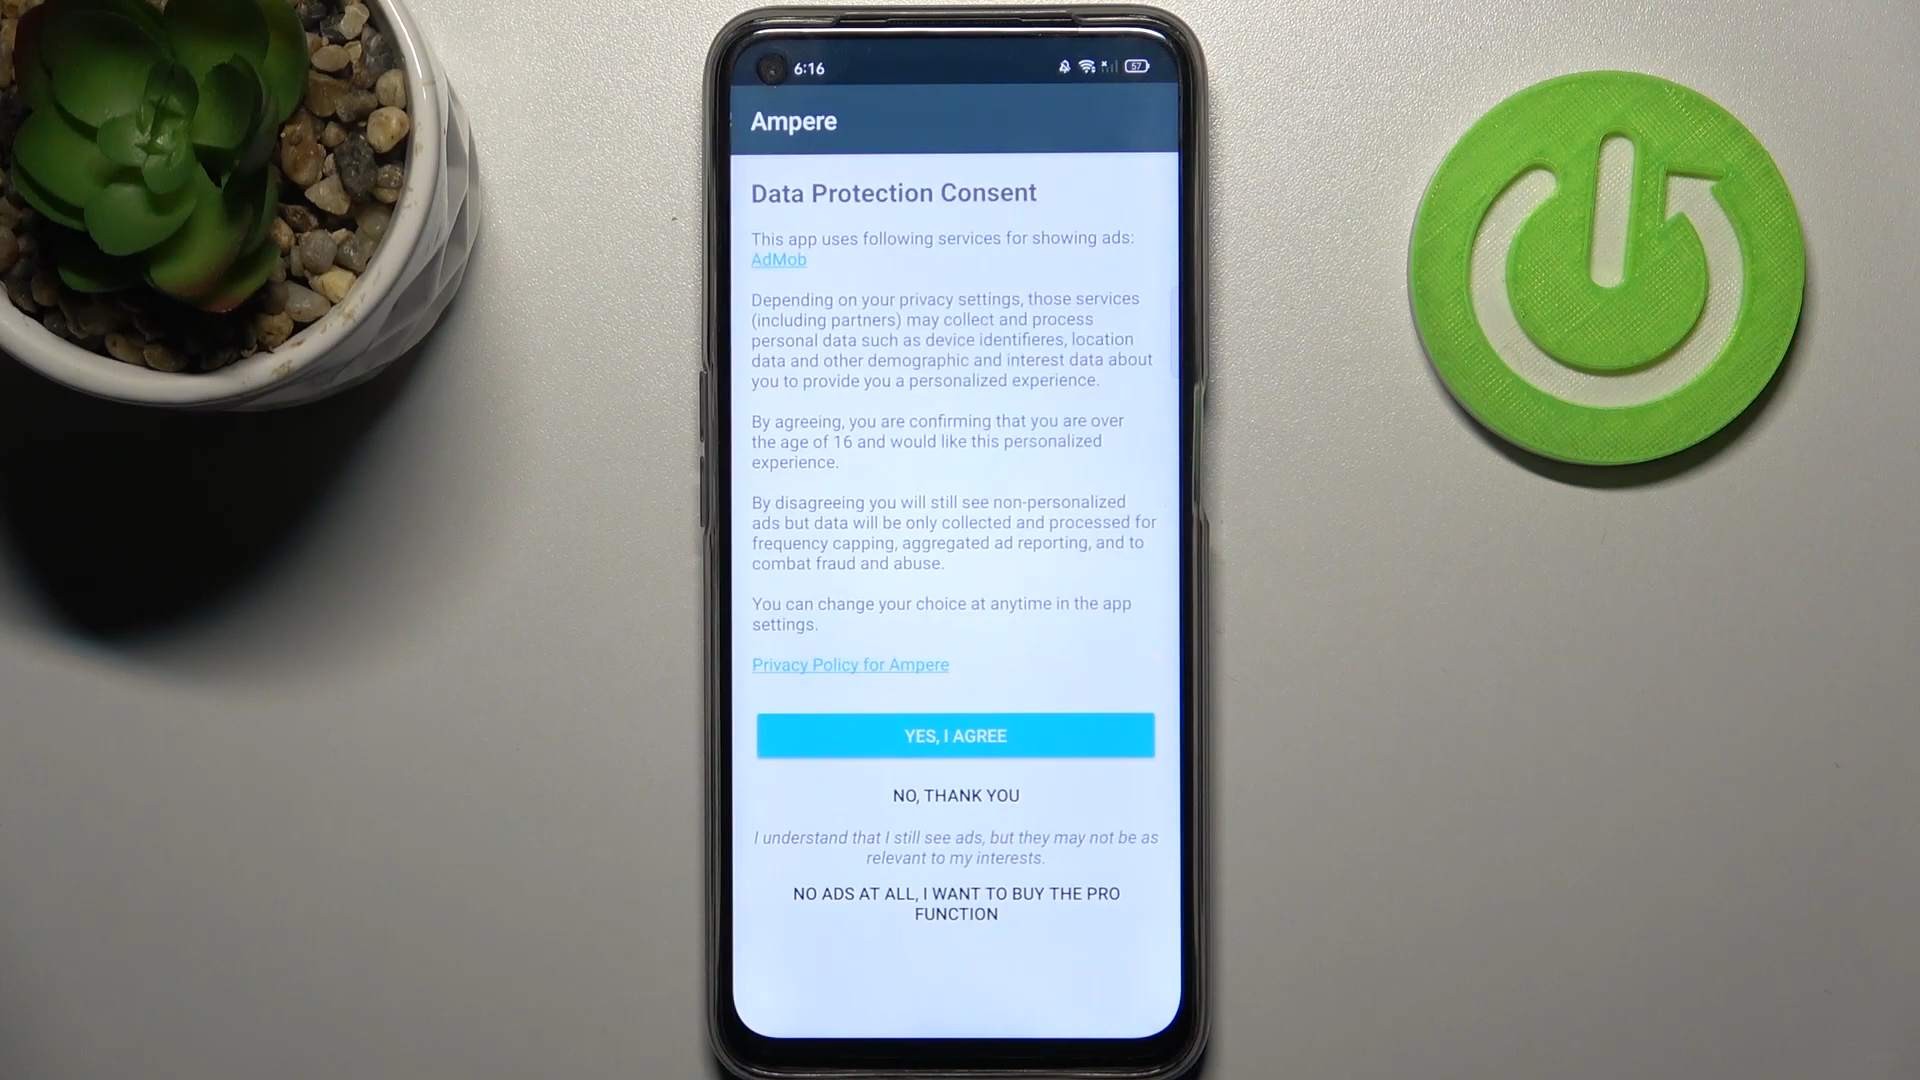 6:16
57
Ampere
Data Protection Consent
This app uses following services for showing ads:
AdMob
Depending on your privacy settings, those services
(including partners) may collect and process
personal data such as device identifieres, location
data and other demographic and interest data about
you to provide you a personalized experience.
By agreeing, you are confirming that you are over
the age of 16 and would like this personalized
experience.
By disagreeing you will still see non-personalized
ads but data will be only collected and processed for
frequency capping, aggregated ad reporting, and to
combat fraud and abuse.
You can change your choice at anytime in the app
settings.
Privacy Policy for Ampere
YES, I AGREE
NO, THANK YOU
I understand that I still see ads, but they may not be as
relevant to my interests.
NO ADS AT ALL, I WANT TO BUY THE PRO
FUNCTION